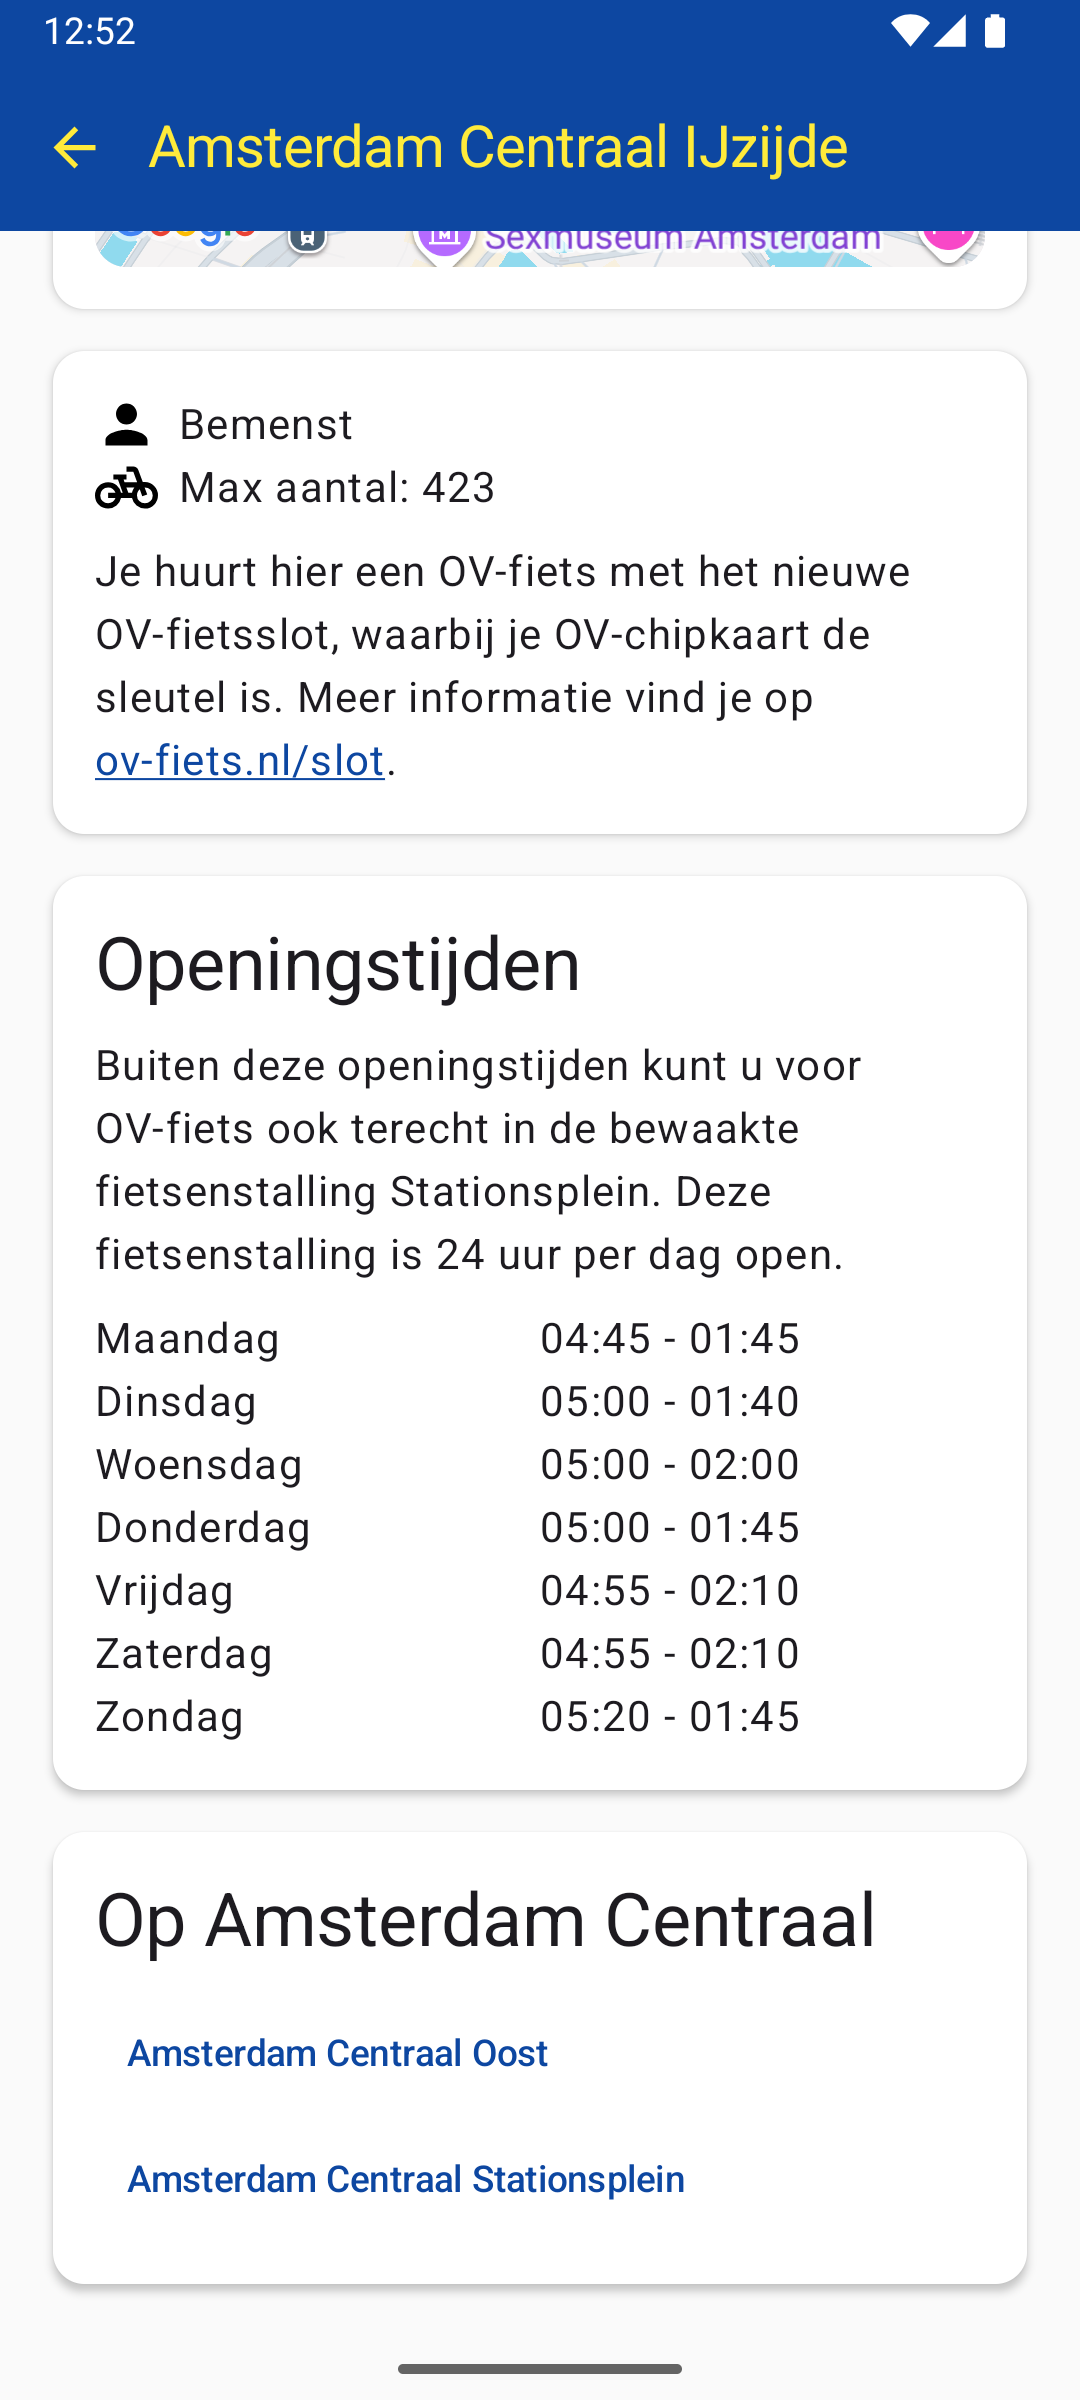 12:52
Amsterdam Centraal IJzijde
Google
Sexmuseum Amsterdam
Bemenst
Max aantal: 423
Je huurt hier een OV-fiets met het nieuwe
OV-fietsslot, waarbij je OV-chipkaart de
sleutel is. Meer informatie vind je op
ov-fiets.nl/slot.
Openingstijden
Buiten deze openingstijden kunt u voor
OV-fiets ook terecht in de bewaakte
fietsenstalling Stationsplein. Deze
fietsenstalling is 24 uur per dag open.
Maandag 04:45 - 01:45
Dinsdag 05:00 - 01:40
Woensdag 05:00 - 02:00
Donderdag 05:00 - 01:45
Vrijdag 04:55 - 02:10
Zaterdag 04:55 - 02:10
Zondag 05:20 - 01:45
Op Amsterdam Centraal
Amsterdam Centraal Oost
Amsterdam Centraal Stationsplein